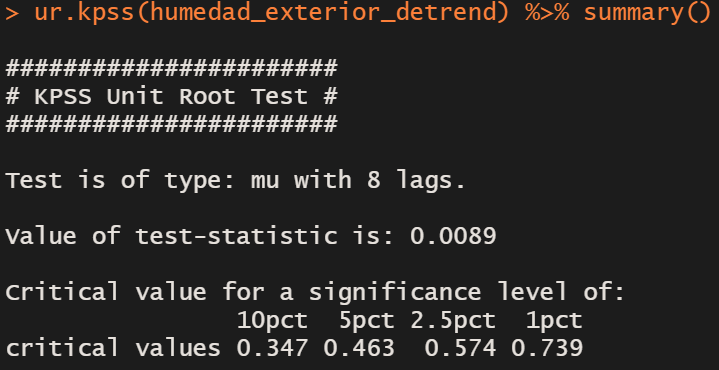 > ur.kpss(humedad_exterior_detrend) %>% summary()
#######################
# KPSS Unit Root Test #
#######################
Test is of type: mu with 8 lags.
Value of test-statistic is: 0.0089
Critical value for a significance level of:
                10pct  5pct 2.5pct  1pct
critical values 0.347 0.463  0.574 0.739